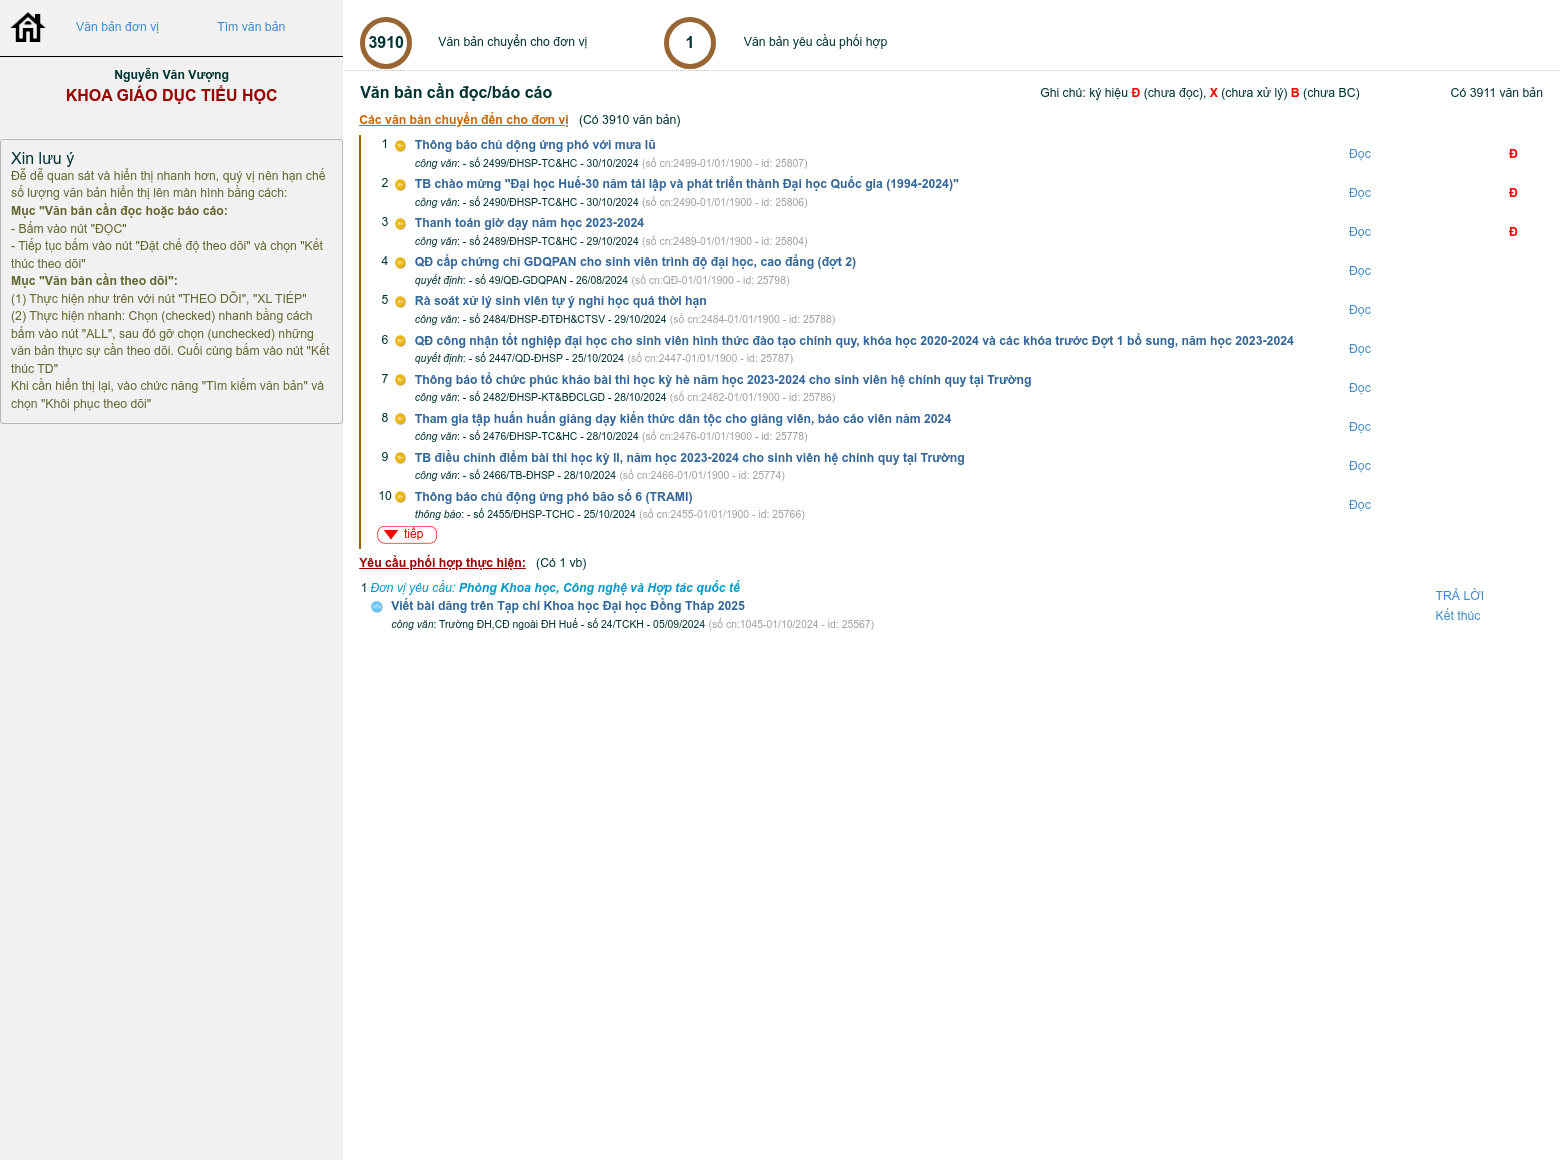 Văn bản đơn vị
Tìm văn bản
Nguyễn Văn Vượng
KHOA GIÁO DỤC TIỂU HỌC
Xin lưu ý
Để dễ quan sát và hiển thị nhanh hơn, quý vị nên hạn chế
số lượng văn bản hiển thị lên màn hình bằng cách:
Mục "Văn bản cần đọc hoặc báo cáo:
- Bấm vào nút "ĐỌC"
- Tiếp tục bấm vào nút "Đặt chế độ theo dõi" và chọn "Kết
thúc theo dõi"
Mục "Văn bản cần theo dõi":
(1) Thực hiện như trên với nút "THEO DÕI", "XL TIẾP"
(2) Thực hiện nhanh: Chọn (checked) nhanh bằng cách
bấm vào nút "ALL", sau đó gỡ chọn (unchecked) những
văn bản thực sự cần theo dõi. Cuối cùng bấm vào nút "Kết
thúc TD"
Khi cần hiển thị lại, vào chức năng "Tìm kiếm văn bản" và
chọn "Khôi phục theo dõi"
3910 Văn bản chuyển cho đơn vị
1 Văn bản yêu cầu phối hợp
Văn bản cần đọc/báo cáo
Ghi chú: ký hiệu Đ (chưa đọc), X (chưa xử lý) B (chưa BC)
Có 3911 văn bản
Các văn bản chuyển đến cho đơn vị (Có 3910 văn bản)
1 Thông báo chủ động ứng phó với mưa lũ
công văn: - số 2499/ĐHSP-TC&HC - 30/10/2024 (số cn:2499-01/01/1900 - id: 25807)
Đọc Đ
2 TB chào mừng "Đại học Huế-30 năm tái lập và phát triển thành Đại học Quốc gia (1994-2024)"
công văn: - số 2490/ĐHSP-TC&HC - 30/10/2024 (số cn:2490-01/01/1900 - id: 25806)
Đọc Đ
3 Thanh toán giờ dạy năm học 2023-2024
công văn: - số 2489/ĐHSP-TC&HC - 29/10/2024 (số cn:2489-01/01/1900 - id: 25804)
Đọc Đ
4 QĐ cấp chứng chỉ GDQPAN cho sinh viên trình độ đại học, cao đẳng (đợt 2)
quyết định: - số 49/QĐ-GDQPAN - 26/08/2024 (số cn:QĐ-01/01/1900 - id: 25798)
Đọc
5 Rà soát xử lý sinh viên tự ý nghỉ học quá thời hạn
công văn: - số 2484/ĐHSP-ĐTĐH&CTSV - 29/10/2024 (số cn:2484-01/01/1900 - id: 25788)
Đọc
6 QĐ công nhận tốt nghiệp đại học cho sinh viên hình thức đào tạo chính quy, khóa học 2020-2024 và các khóa trước Đợt 1 bổ sung, năm học 2023-2024
quyết định: - số 2447/QD-ĐHSP - 25/10/2024 (số cn:2447-01/01/1900 - id: 25787)
Đọc
7 Thông báo tổ chức phúc khảo bài thi học kỳ hè năm học 2023-2024 cho sinh viên hệ chính quy tại Trường
công văn: - số 2482/ĐHSP-KT&BĐCLGD - 28/10/2024 (số cn:2482-01/01/1900 - id: 25786)
Đọc
8 Tham gia tập huấn huấn giảng dạy kiến thức dân tộc cho giảng viên, báo cáo viên năm 2024
công văn: - số 2476/ĐHSP-TC&HC - 28/10/2024 (số cn:2476-01/01/1900 - id: 25778)
Đọc
9 TB điều chỉnh điểm bài thi học kỳ II, năm học 2023-2024 cho sinh viên hệ chính quy tại Trường
công văn: - số 2466/TB-ĐHSP - 28/10/2024 (số cn:2466-01/01/1900 - id: 25774)
Đọc
10 Thông báo chủ động ứng phó bão số 6 (TRAMI)
thông báo: - số 2455/ĐHSP-TCHC - 25/10/2024 (số cn:2455-01/01/1900 - id: 25766)
Đọc
tiếp
Yêu cầu phối hợp thực hiện: (Có 1 vb)
1 Đơn vị yêu cầu: Phòng Khoa học, Công nghệ và Hợp tác quốc tế
Viết bài đăng trên Tạp chí Khoa học Đại học Đồng Tháp 2025
công văn: Trường ĐH,CĐ ngoài ĐH Huế - số 24/TCKH - 05/09/2024 (số cn:1045-01/10/2024 - id: 25567)
TRẢ LỜI
Kết thúc